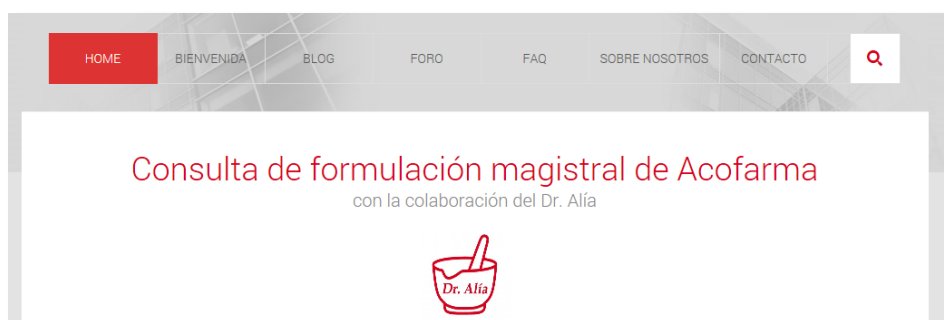 HOME BIENVENIDA BLOG FORO FAQ SOBRE NOSOTROS CONTACTO
Consulta de formulación magistral de Acofarma
con la colaboración del Dr. Alía
Dr. Alía